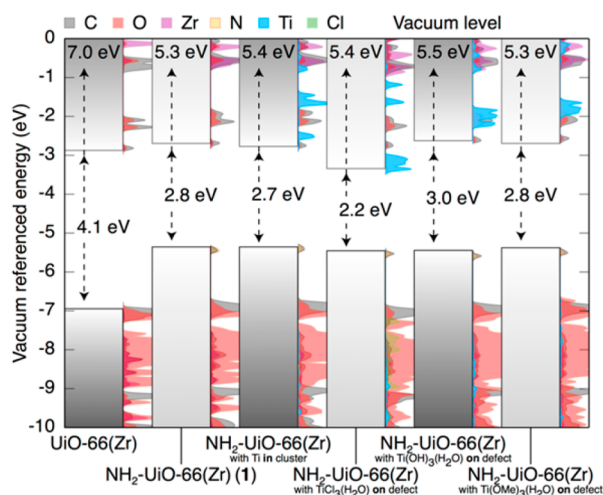 C O Zr N Ti Cl Vacuum level
Vacuum referenced energy (eV)
0
-1
-2
-3
-4
-5
-6
-7
-8
-9
-10
7.0 eV 5.3 eV 5.4 eV 5.4 eV 5.5 eV 5.3 eV
4.1 eV 2.8 eV 2.7 eV 2.2 eV 3.0 eV 2.8 eV
UiO-66(Zr)
NH₂-UiO-66(Zr) (1)
NH₂-UiO-66(Zr)
with Ti in cluster
NH₂-UiO-66(Zr)
with TiCl₃(H₂O) on defect
NH₂-UiO-66(Zr)
with Ti(OH)₃(H₂O) on defect
NH₂-UiO-66(Zr)
with Ti(OMe)₃(H₂O) on defect